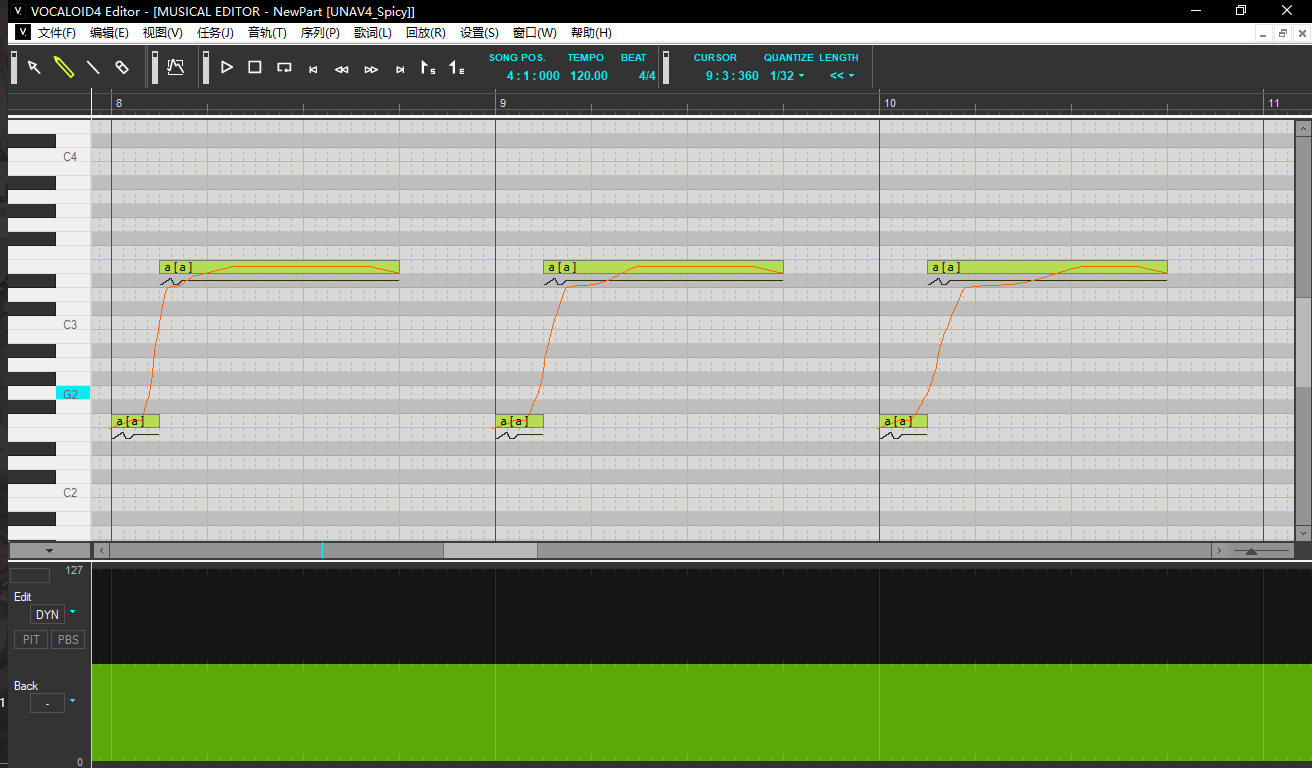 VOCALOID4 Editor - [MUSICAL EDITOR - NewPart [UNAV4_Spicy]]
文件(F) 编辑(E) 视图(V) 任务(J) 音轨(T) 序列(P) 歌词(L) 回放(R) 设置(S) 窗口(W) 帮助(H)
SONG POS. TEMPO BEAT CURSOR QUANTIZE LENGTH
4 : 1 : 000 120.00 4/4 9 : 3 : 360 1/32 <<
8 9 10 11
C4
a [a] a [a] a [a]
C3
G2
a [a] a [a] a [a]
C2
127
Edit
DYN
PIT PBS
Back
-
1
0